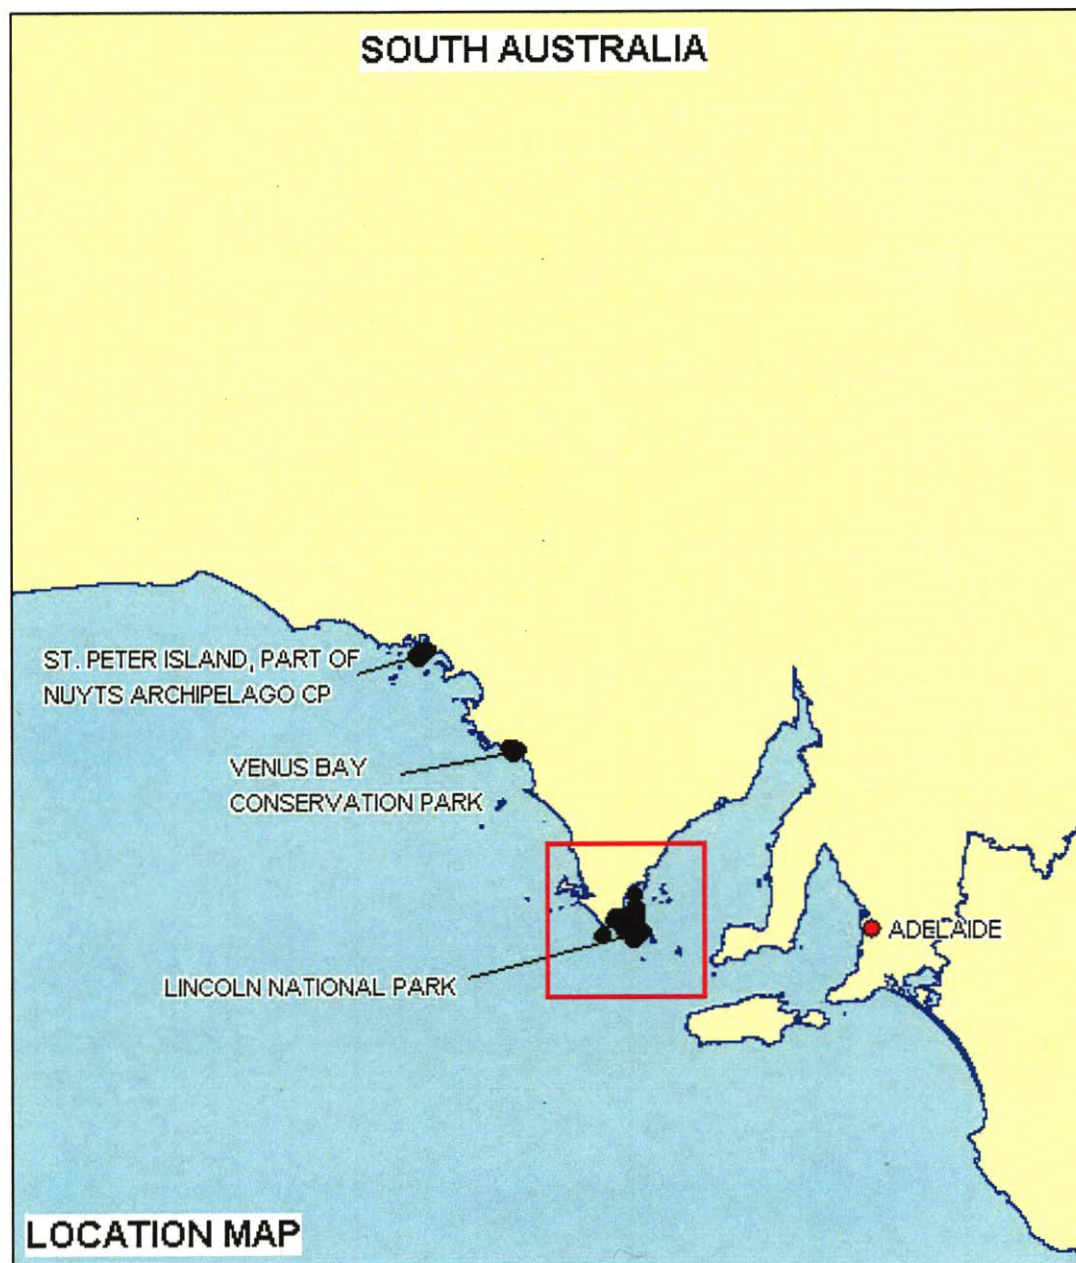 SOUTH AUSTRALIA
ST. PETER ISLAND, PART OF
NUYTS ARCHIPELAGO CP
VENUS BAY
CONSERVATION PARK
ADELAIDE
LINCOLN NATIONAL PARK
LOCATION MAP